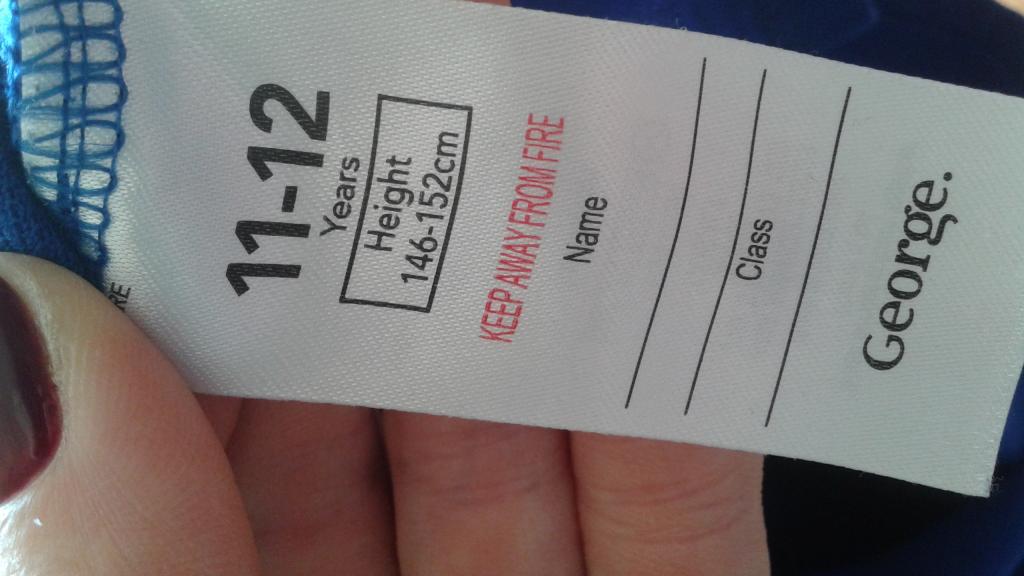 11-12
Years
Height
146-152cm
KEEP AWAY FROM FIRE
Name
Class
George.